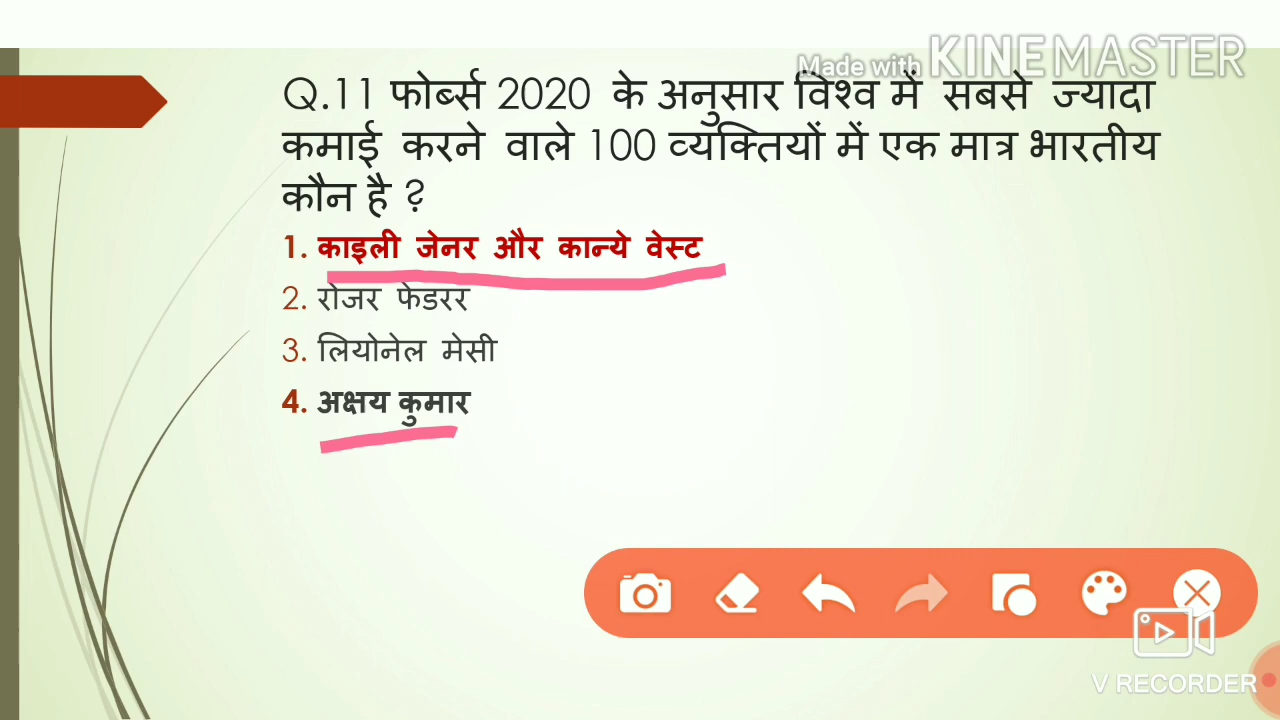 Made with KINEMASTER
Q.11 फोर्ब्स 2020 के अनुसार विश्व में सबसे ज्यादा
कमाई करने वाले 100 व्यक्तियों में एक मात्र भारतीय
कौन है ?
1. काइली जेनर और कान्ये वेस्ट
2. रोजर फेडरर
3. लियोनेल मेसी
4. अक्षय कुमार
V RECORDER